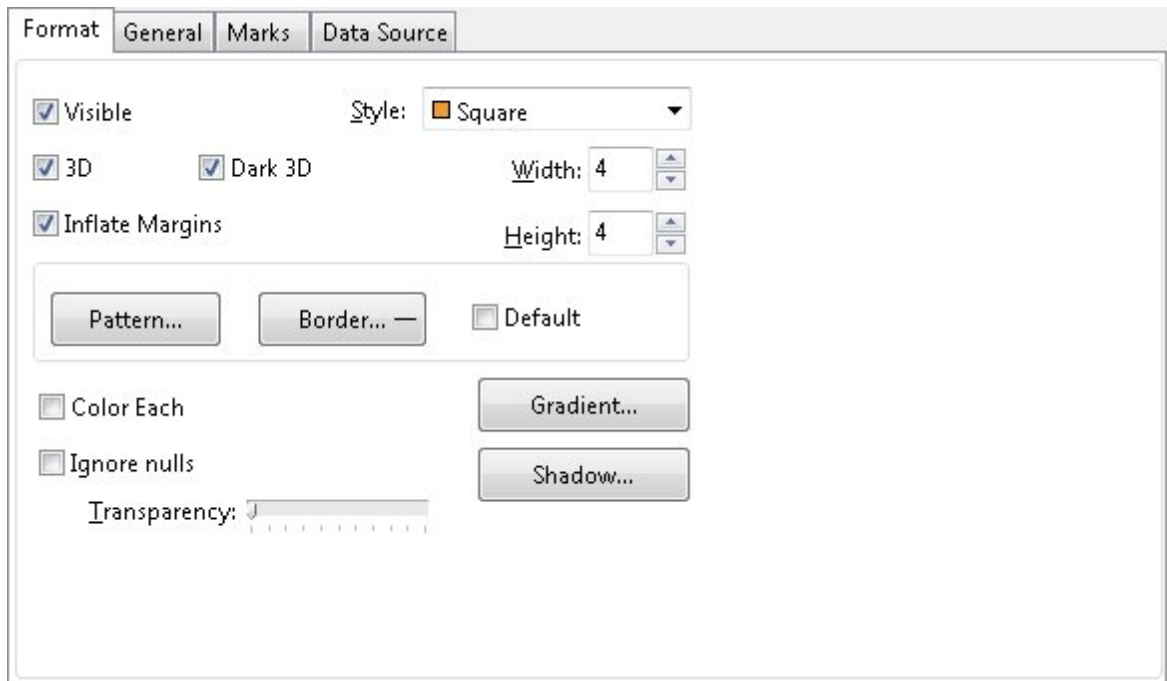 Format General Marks Data Source
Visible Style: Square
3D Dark 3D Width: 4
Inflate Margins Height: 4
Pattern... Border... Default
Color Each Gradient...
Ignore nulls Shadow...
Transparency: